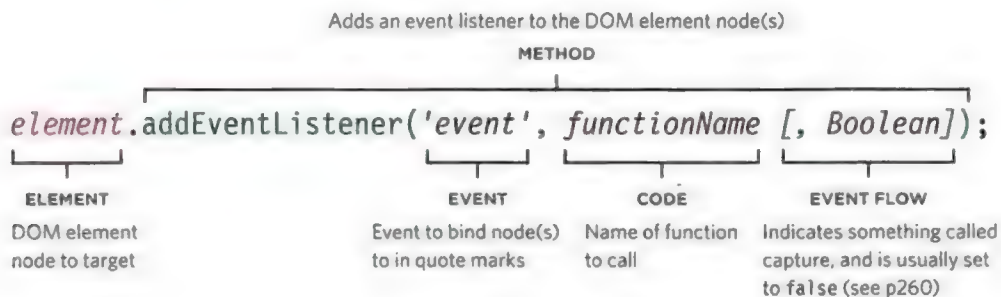 Adds an event listener to the DOM element node(s)
METHOD
element.addEventListener('event', functionName [, Boolean]);
ELEMENT
DOM element
node to target
EVENT
Event to bind node(s)
to in quote marks
CODE
Name of function
to call
EVENT FLOW
Indicates something called
capture, and is usually set
to false (see p260)